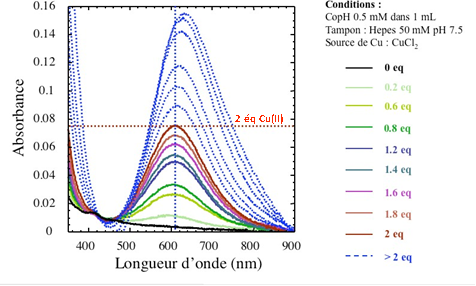 Conditions :
CopH 0.5 mM dans 1 mL
Tampon : Hepes 50 mM pH 7.5
Source de Cu : CuCl₂
0.16
0.14
0.12
0.1
0.08
0.06
0.04
0.02
0
Absorbance
2 éq Cu(II)
400 500 600 700 800 900
Longueur d'onde (nm)
0 eq
0.2 eq
0.6 eq
0.8 eq
1.2 eq
1.4 eq
1.6 eq
1.8 eq
2 eq
> 2 eq